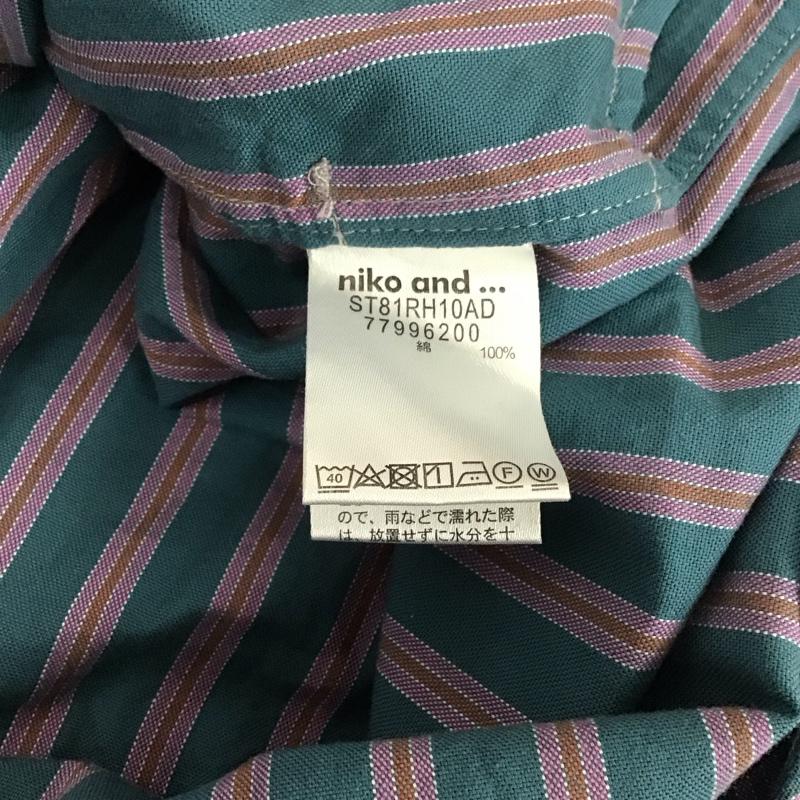 niko and ...
ST81RH10AD
77996200
綿 100%
40 F W
ので、雨などで濡れた際
は、放置せずに水分を十